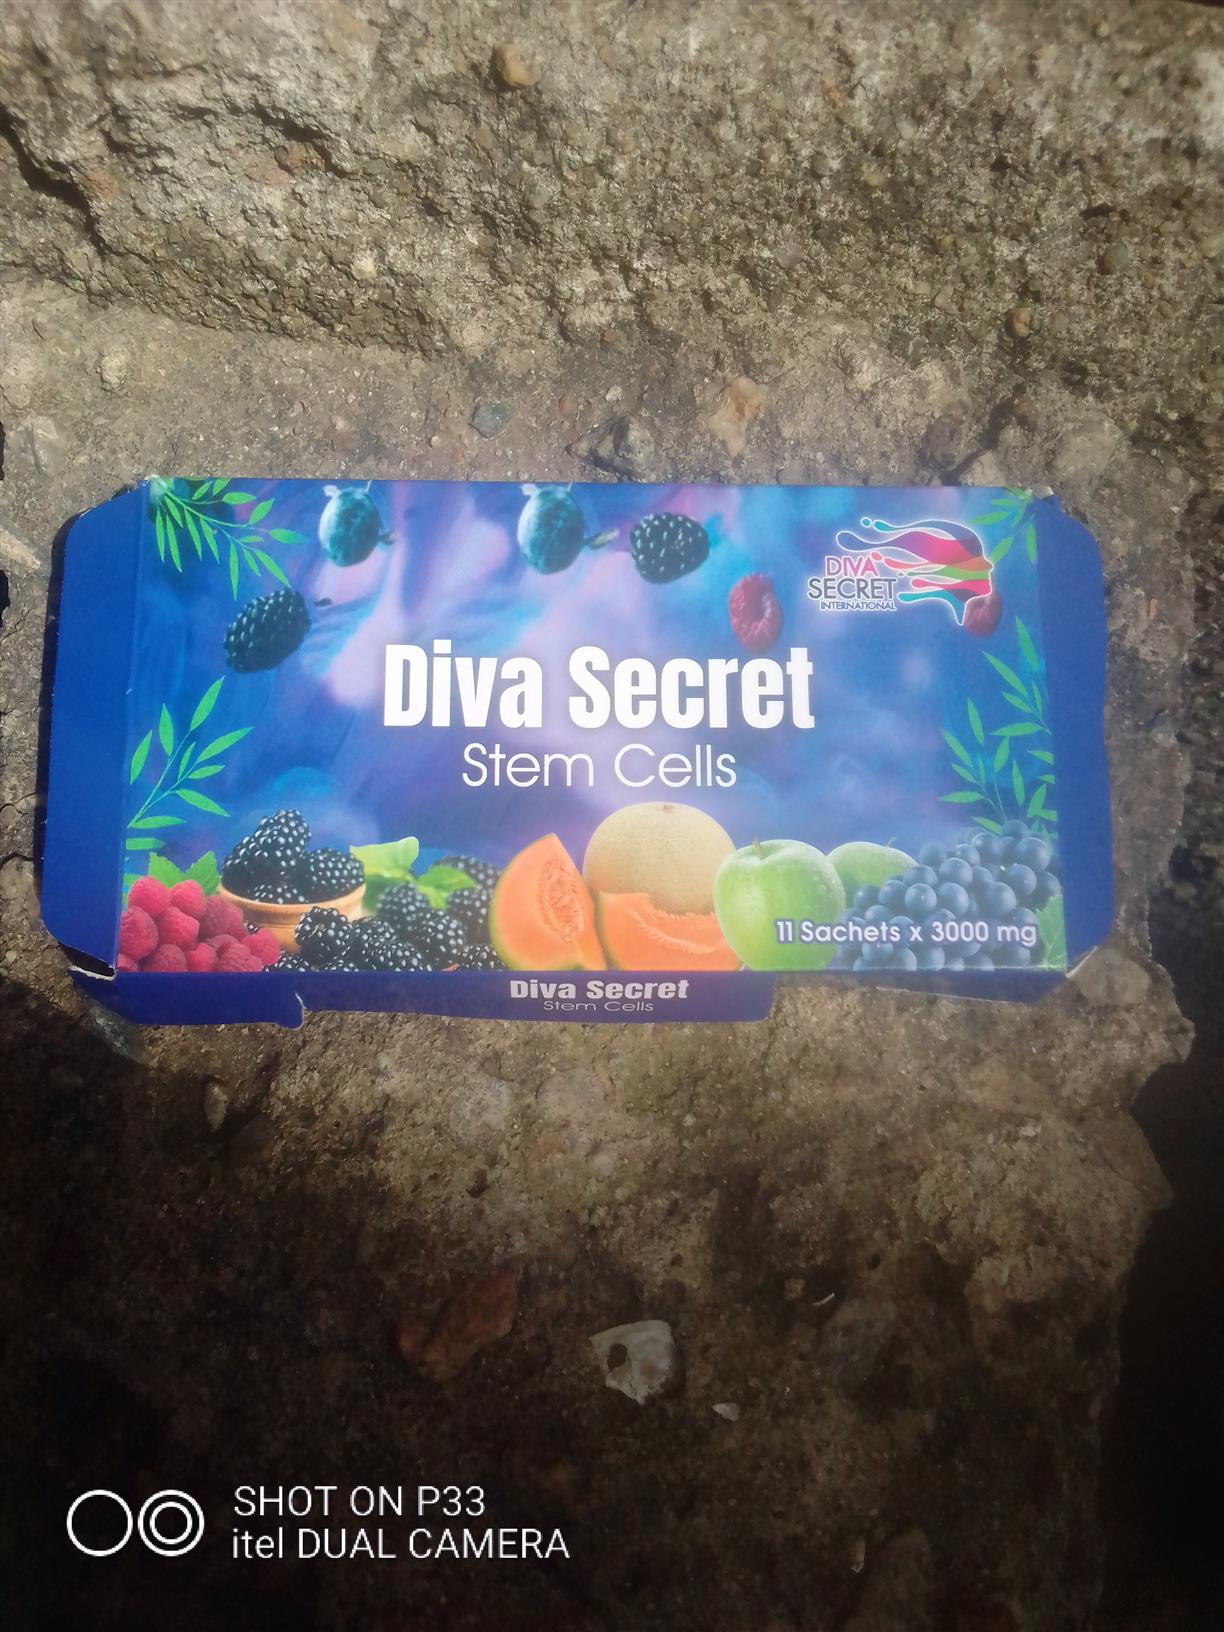 DIVA
SECRET
INTERNATIONAL
Diva Secret
Stem Cells
11 Sachets x 3000 mg
Diva Secret
Stem Cells
SHOT ON P33
itel DUAL CAMERA